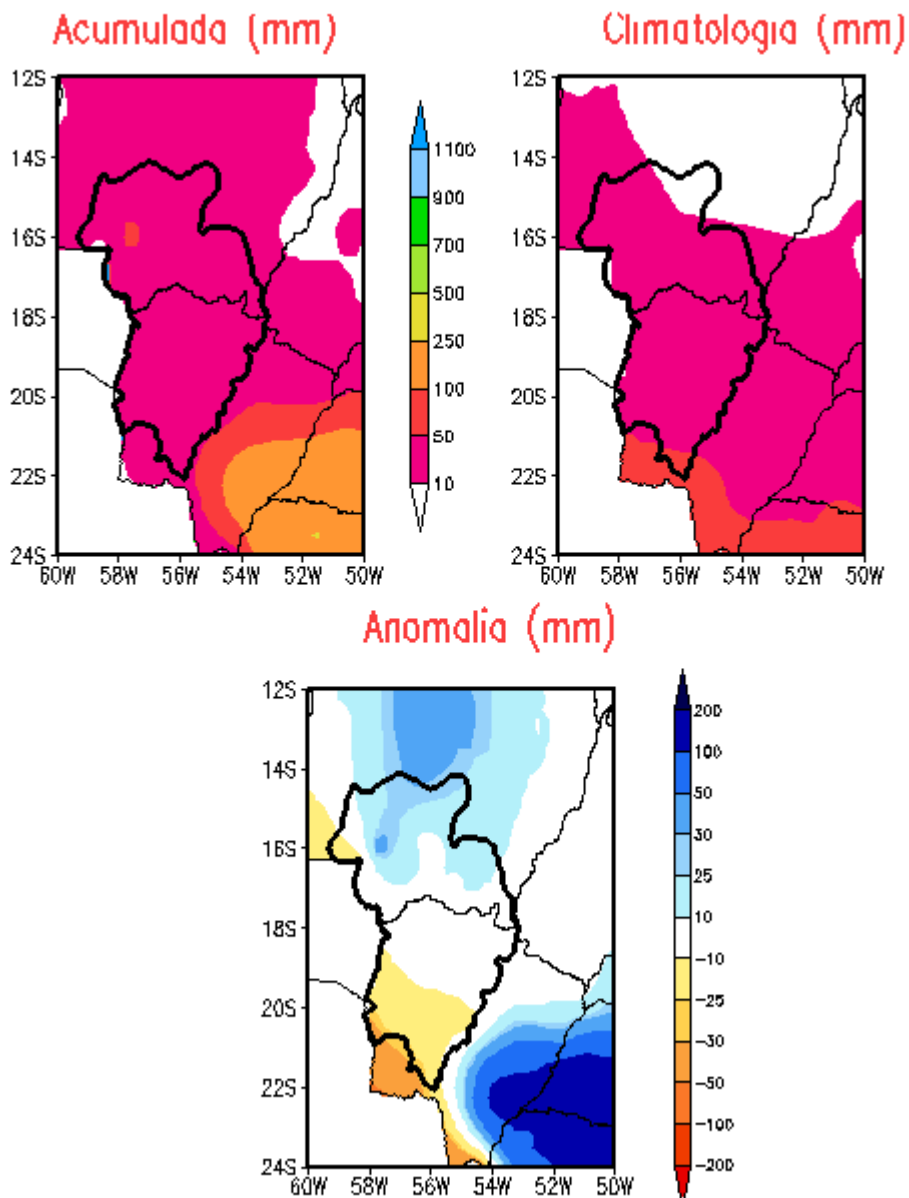 Acumulada (mm)
Climatologia (mm)
12S
14S
16S
18S
20S
22S
24S
60W 58W 56W 54W 52W 50W
1100
900
700
500
250
100
50
10
12S
14S
16S
18S
20S
22S
24S
60W 58W 56W 54W 52W 50W
Anomalia (mm)
12S
14S
16S
18S
20S
22S
24S
60W 58W 56W 54W 52W 50W
200
100
50
30
25
10
-10
-25
-30
-50
-100
-200